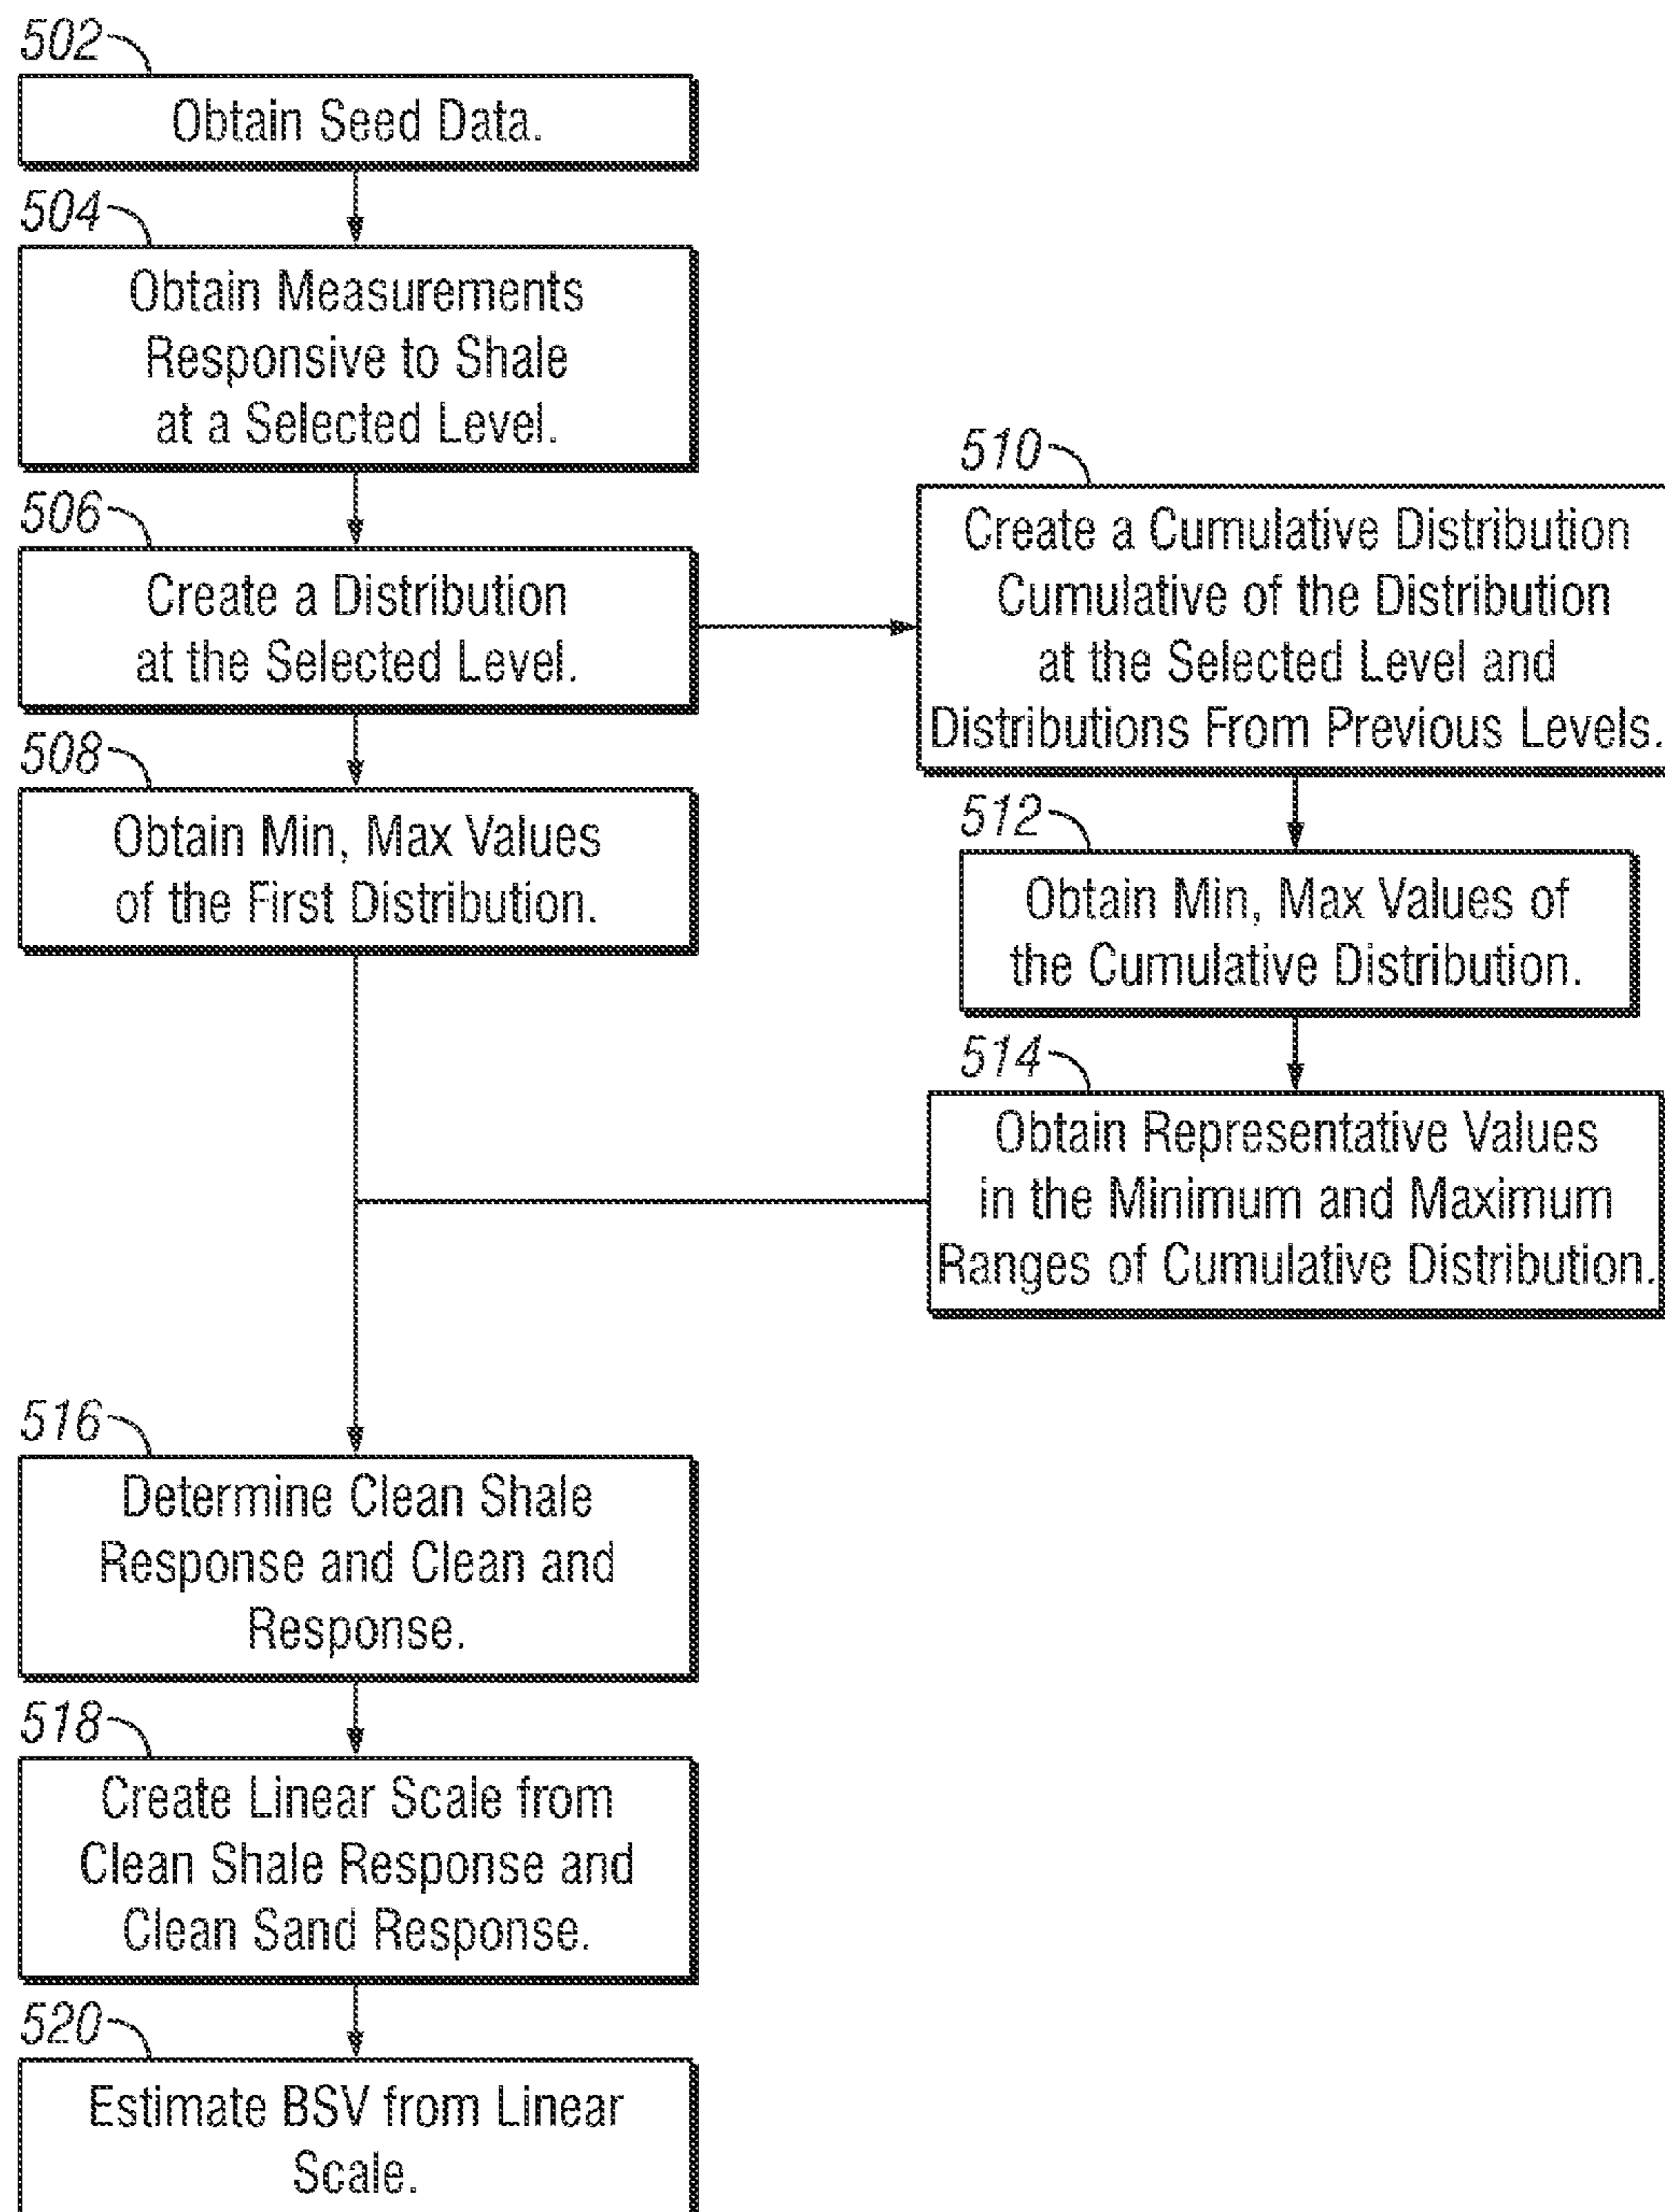 502
Obtain Seed Data.
504
Obtain Measurements
Responsive to Shale
at a Selected Level.
506
Create a Distribution
at the Selected Level.
508
Obtain Min, Max Values
of the First Distribution.
510
Create a Cumulative Distribution
Cumulative of the Distribution
at the Selected Level and
Distributions From Previous Levels.
512
Obtain Min, Max Values of
the Cumulative Distribution.
514
Obtain Representative Values
in the Minimum and Maximum
Ranges of Cumulative Distribution.
516
Determine Clean Shale
Response and Clean and
Response.
518
Create Linear Scale from
Clean Shale Response and
Clean Sand Response.
520
Estimate BSV from Linear
Scale.